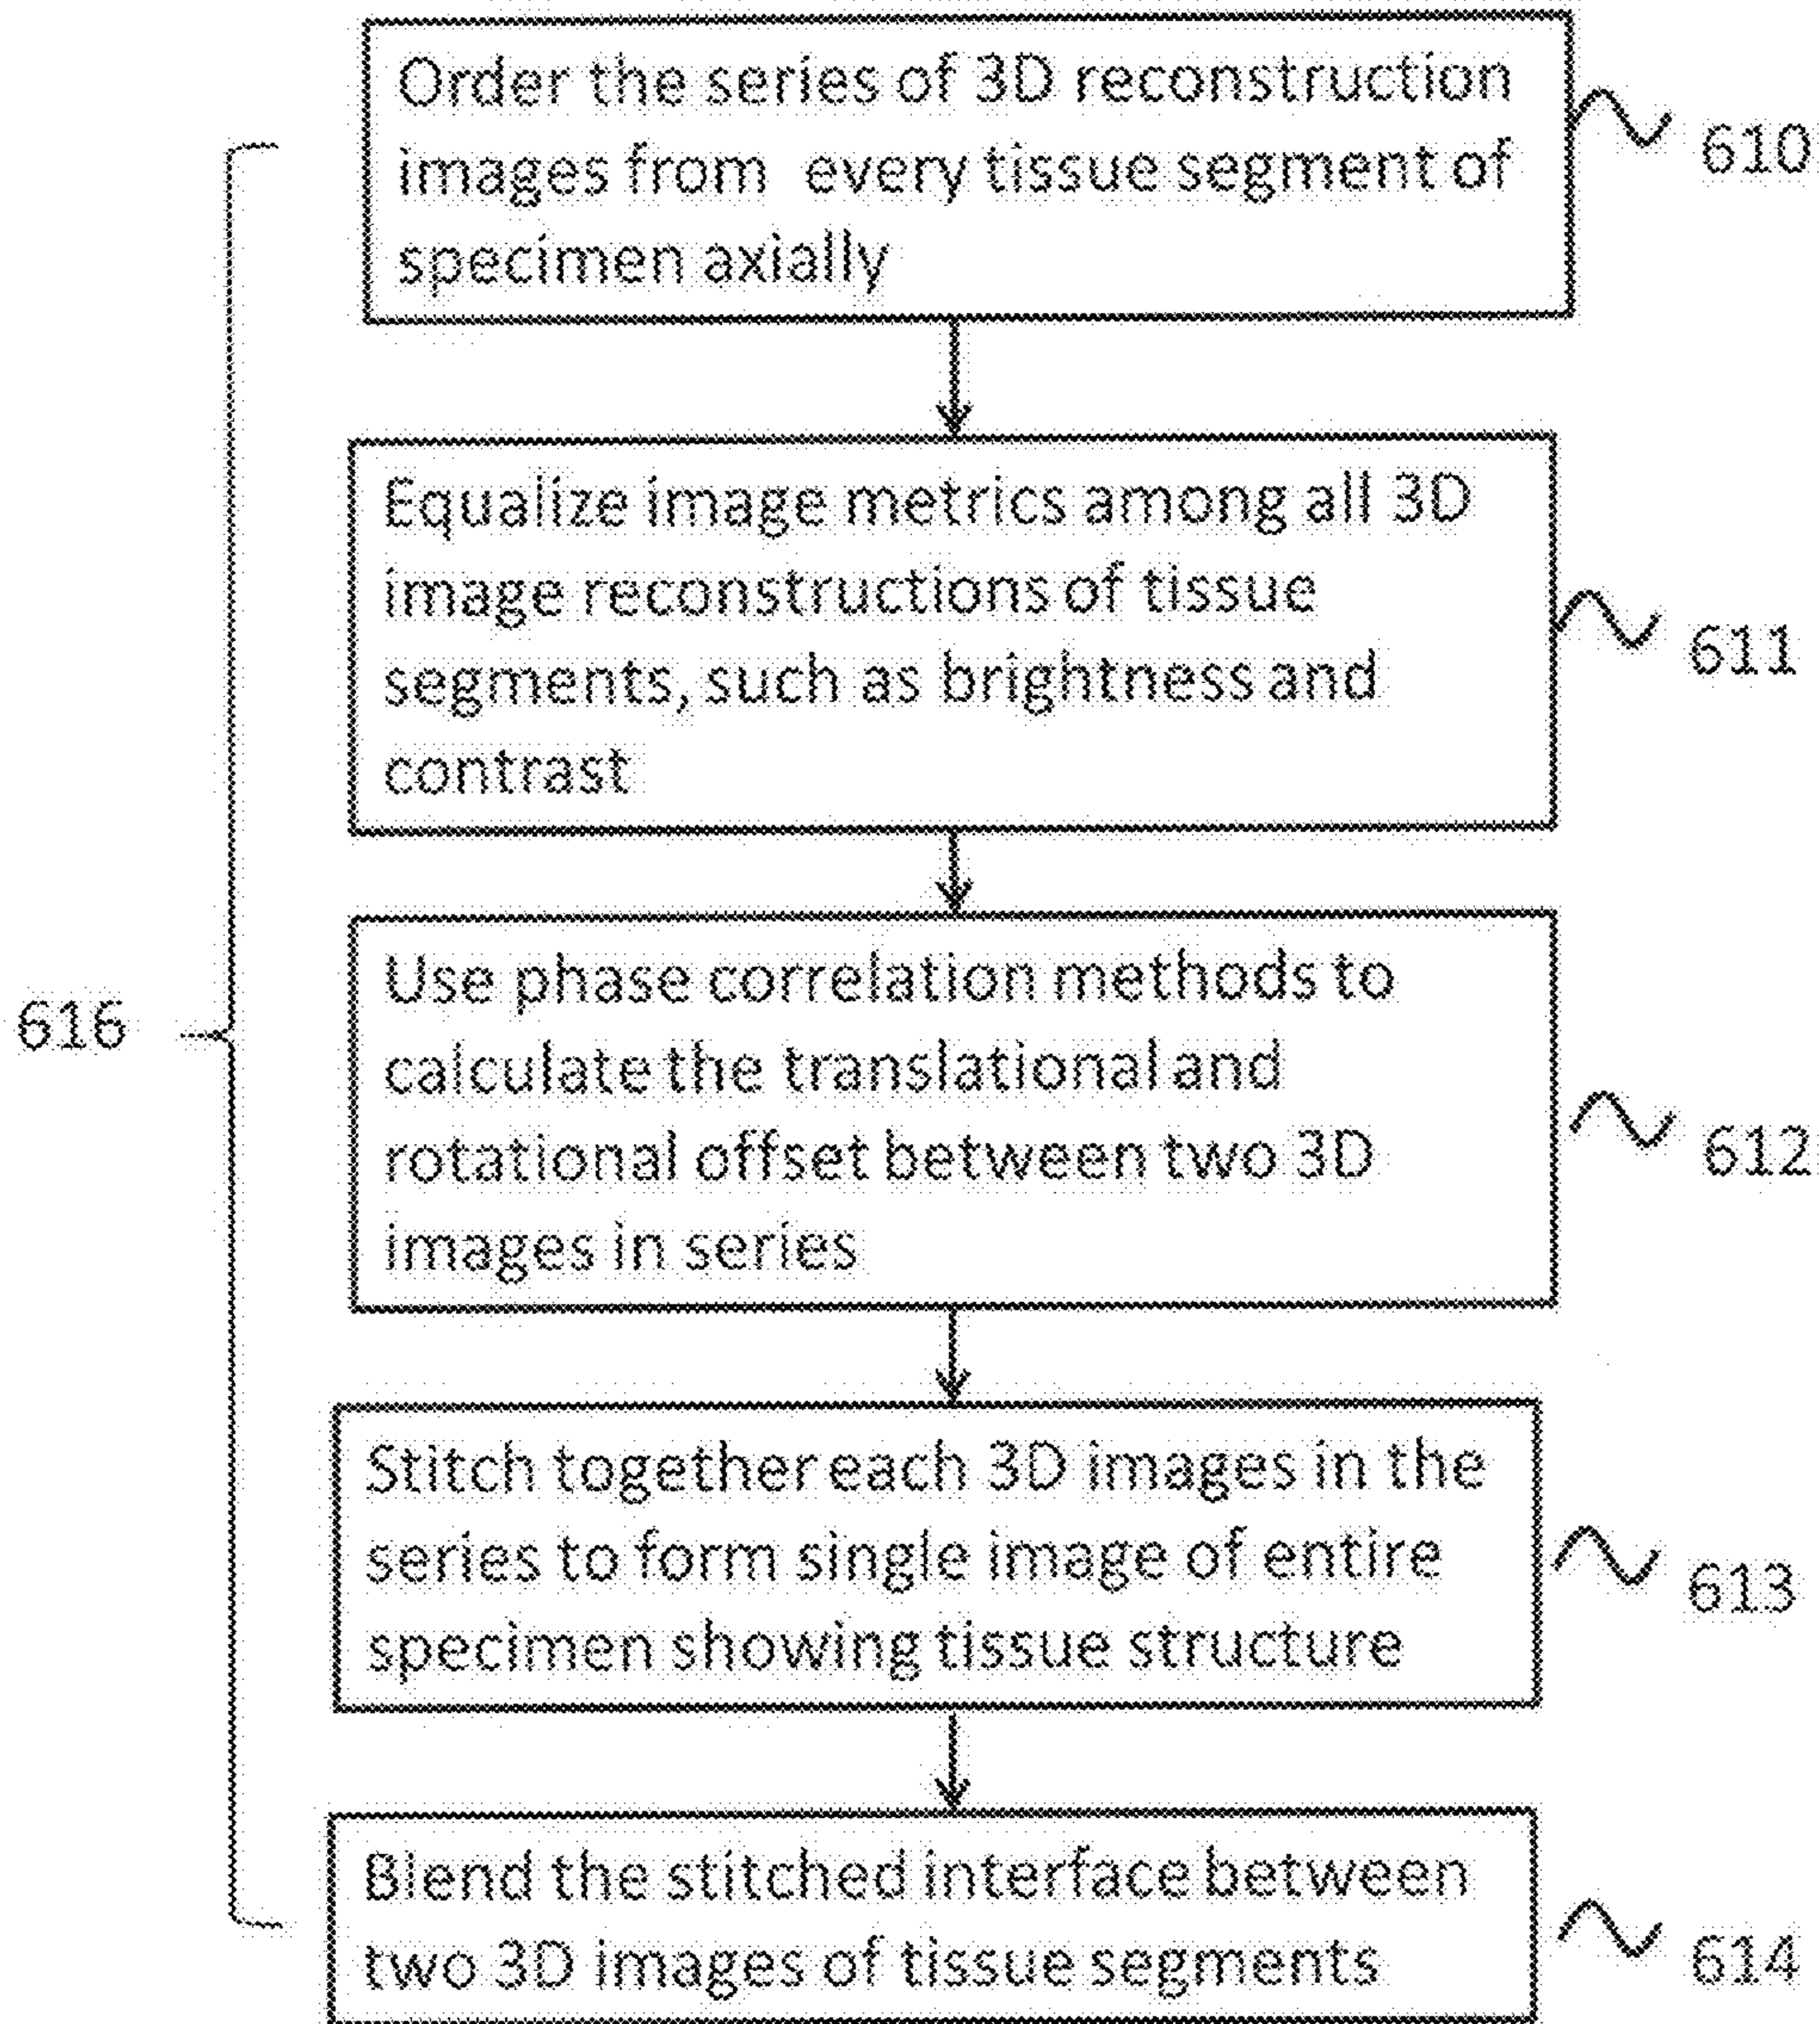 Order the series of 3D reconstruction
images from every tissue segment of
specimen axially
610
Equalize image metrics among all 3D
image reconstructions of tissue
segments, such as brightness and
contrast
611
616
Use phase correlation methods to
calculate the translational and
rotational offset between two 3D
images in series
612
Stitch together each 3D images in the
series to form single image of entire
specimen showing tissue structure
613
Blend the stitched interface between
two 3D images of tissue segments
614